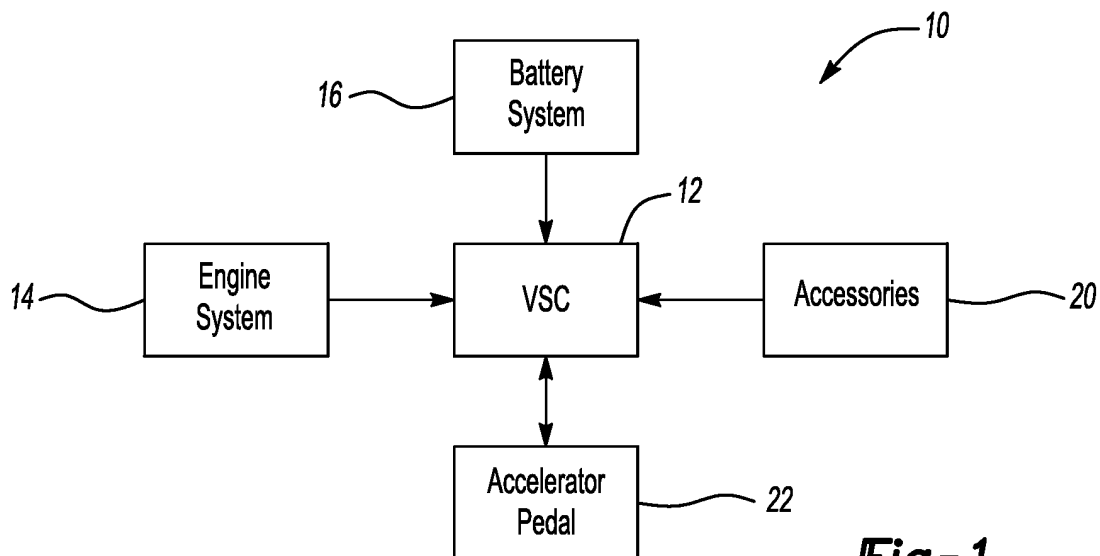 10
Battery
System
16
12
Engine
System
14
VSC
Accessories
20
Accelerator
Pedal
22
Fig-1